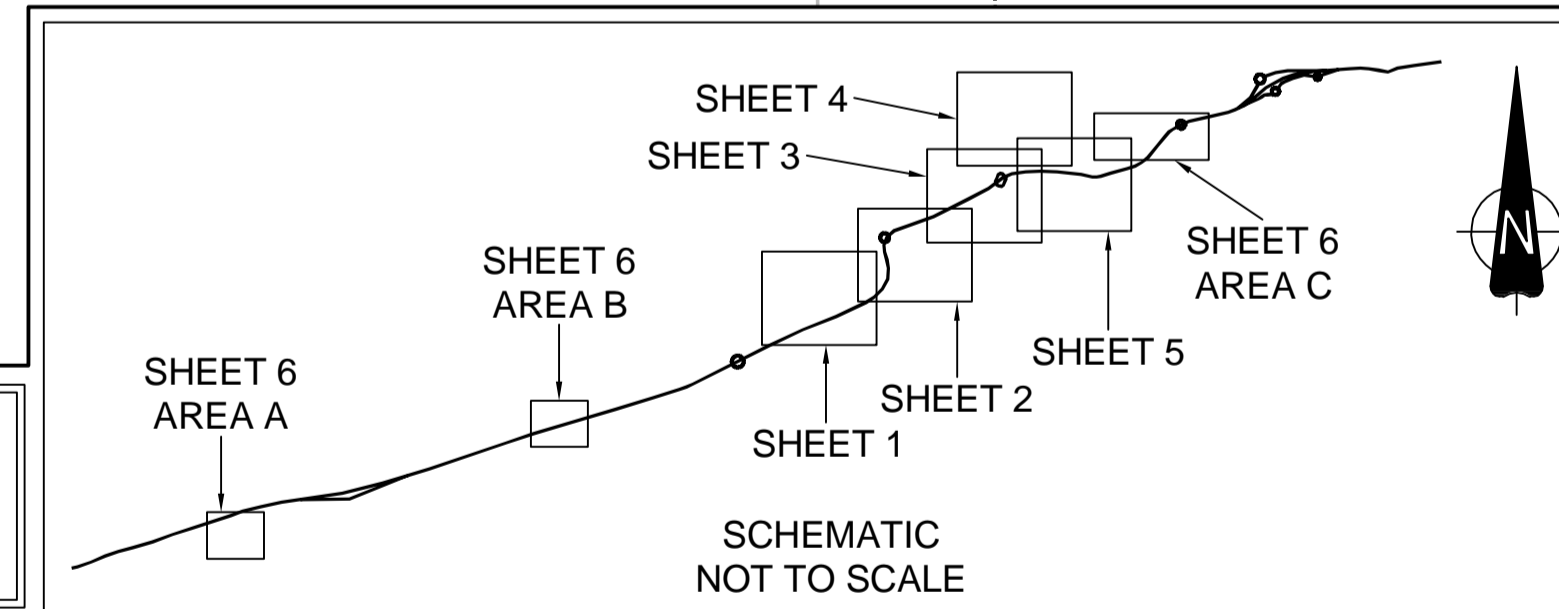 SHEET 4
SHEET 3
SHEET 6
AREA C
SHEET 6
AREA B
SHEET 5
SHEET 6
AREA A
SHEET 2
SHEET 1
SCHEMATIC
NOT TO SCALE
N